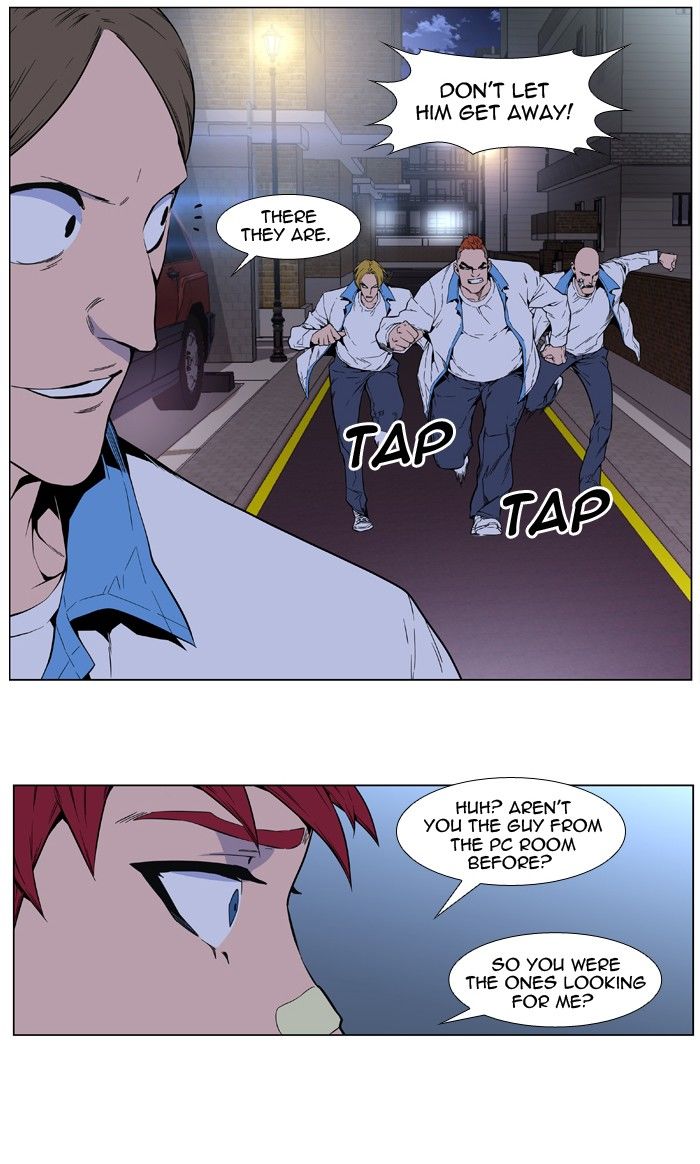 DON'T LET
HIM GET AWAY!
THERE
THEY ARE.
TAP
TAP
HUH? AREN'T
YOU THE GUY FROM
THE PC ROOM
BEFORE?
SO YOU WERE
THE ONES LOOKING
FOR ME?